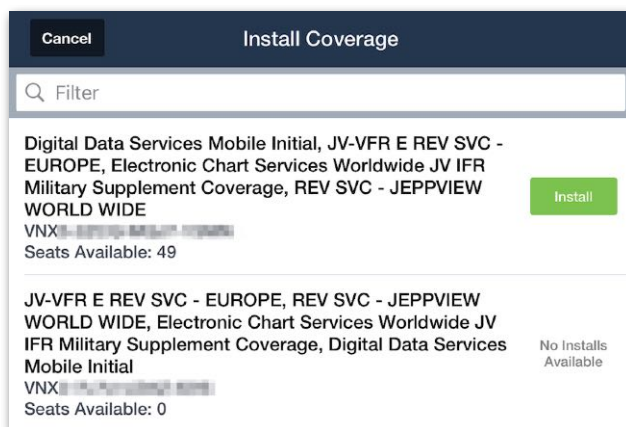 Cancel
Install Coverage
Filter
Digital Data Services Mobile Initial, JV-VFR E REV SVC -
EUROPE, Electronic Chart Services Worldwide JV IFR
Military Supplement Coverage, REV SVC - JEPPVIEW
WORLD WIDE
VNX
Seats Available: 49
Install
JV-VFR E REV SVC - EUROPE, REV SVC - JEPPVIEW
WORLD WIDE, Electronic Chart Services Worldwide JV
IFR Military Supplement Coverage, Digital Data Services
Mobile Initial
VNX
Seats Available: 0
No Installs
Available